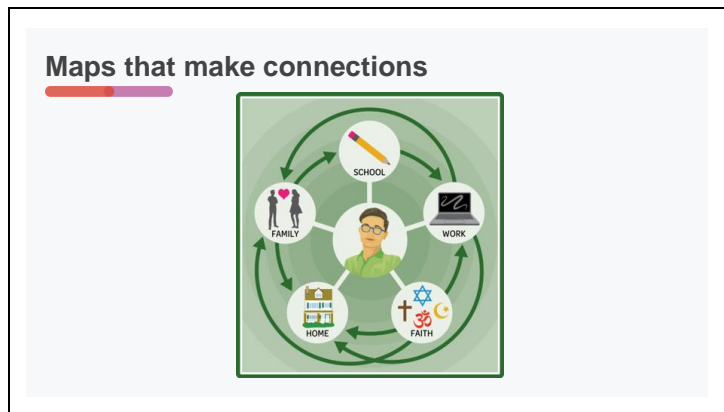 Maps that make connections
SCHOOL
FAMILY
WORK
HOME
FAITH